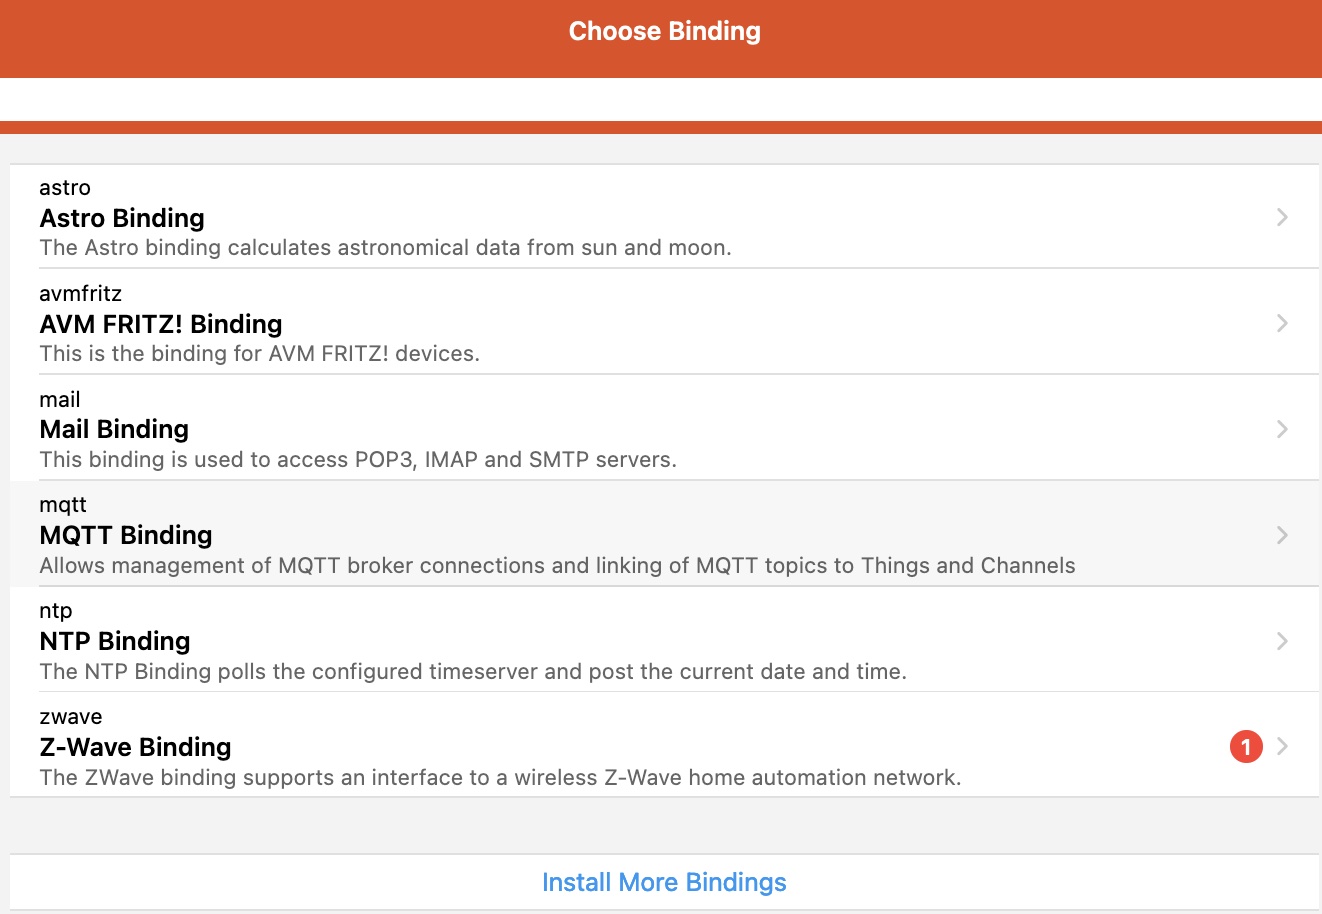 Choose Binding
astro
Astro Binding
The Astro binding calculates astronomical data from sun and moon.
avmfritz
AVM FRITZ! Binding
This is the binding for AVM FRITZ! devices.
mail
Mail Binding
This binding is used to access POP3, IMAP and SMTP servers.
mqtt
MQTT Binding
Allows management of MQTT broker connections and linking of MQTT topics to Things and Channels
ntp
NTP Binding
The NTP Binding polls the configured timeserver and post the current date and time.
zwave
Z-Wave Binding
1
The ZWave binding supports an interface to a wireless Z-Wave home automation network.
Install More Bindings